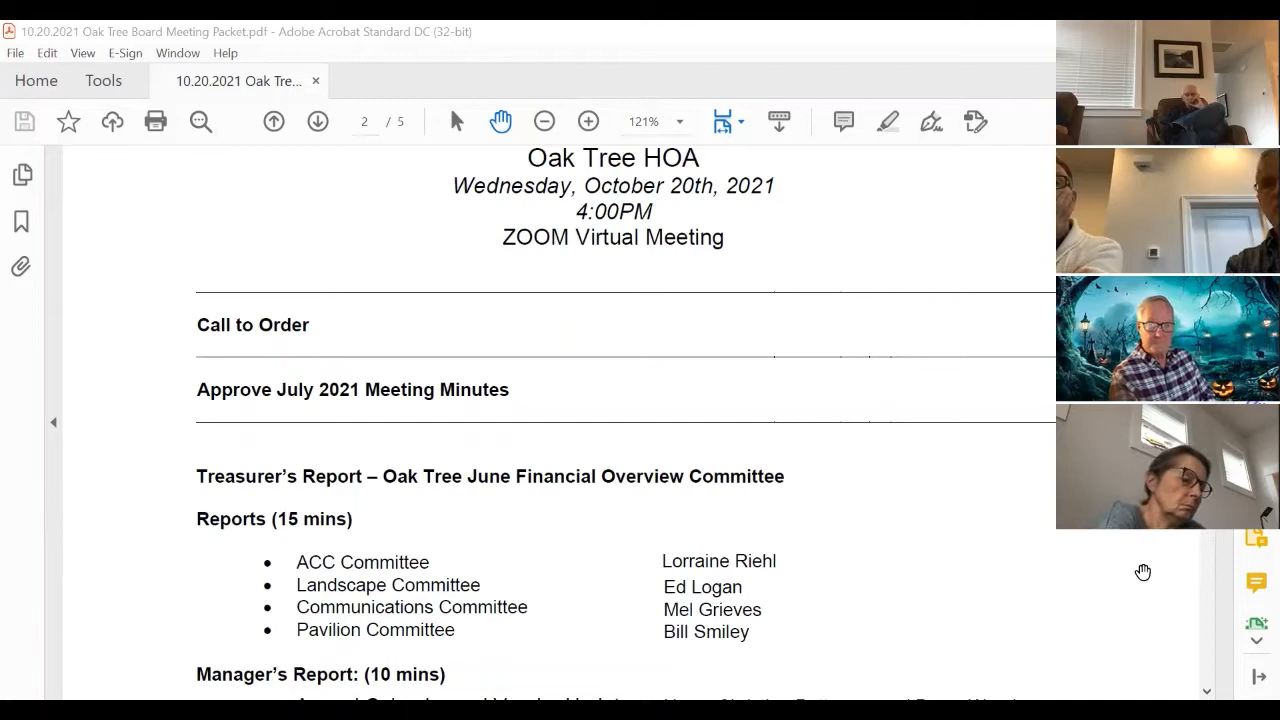 10.20.2021 Oak Tree Board Meeting Packet.pdf - Adobe Acrobat Standard DC (32-bit)
File Edit View E-Sign Window Help
Home Tools 10.20.2021 Oak Tre... ×
2 / 5 121%
Oak Tree HOA
Wednesday, October 20th, 2021
4:00PM
ZOOM Virtual Meeting
Call to Order
Approve July 2021 Meeting Minutes
Treasurer's Report – Oak Tree June Financial Overview Committee
Reports (15 mins)
• ACC Committee Lorraine Riehl
• Landscape Committee Ed Logan
• Communications Committee Mel Grieves
• Pavilion Committee Bill Smiley
Manager's Report: (10 mins)